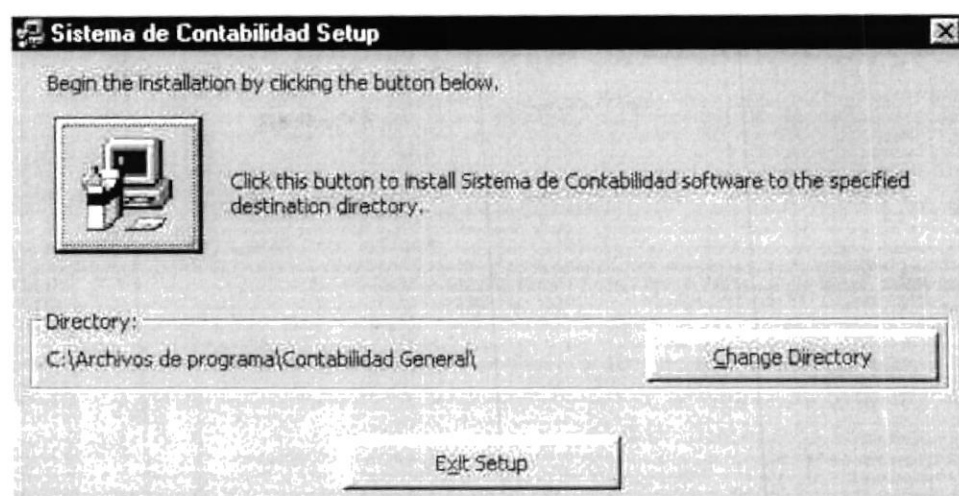 Sistema de Contabilidad Setup
Begin the installation by clicking the button below.
Click this button to install Sistema de Contabilidad software to the specified
destination directory.
Directory:
C:\Archivos de programa\Contabilidad General\
Change Directory
Exit Setup